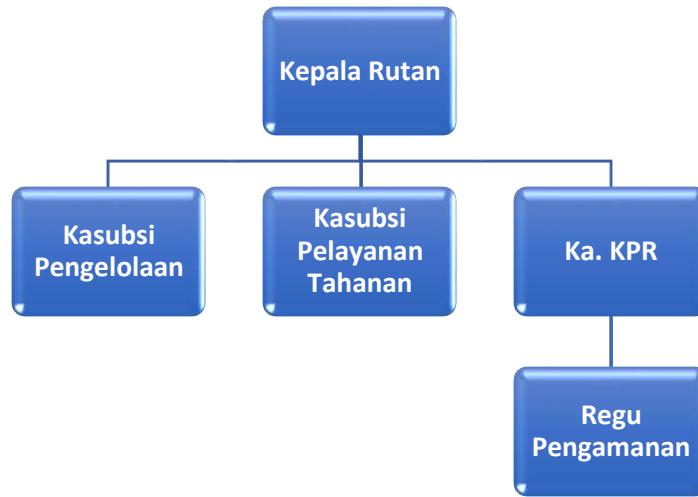 Kepala Rutan
Kasubsi
Pengelolaan
Kasubsi
Pelayanan
Tahanan
Ka. KPR
Regu
Pengamanan